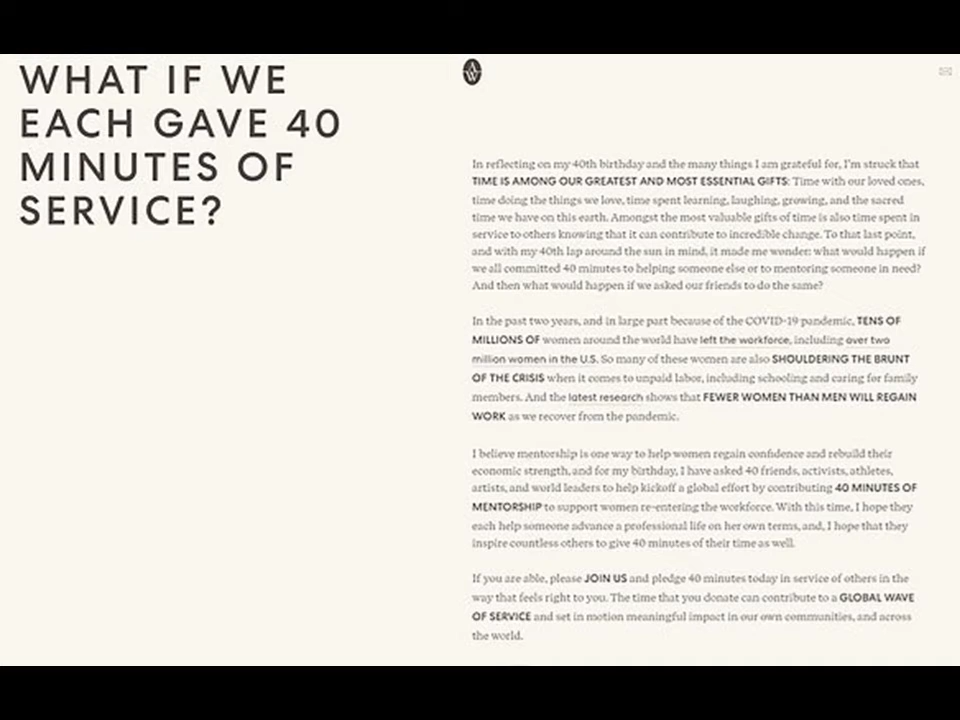 WHAT IF WE
EACH GAVE 40
MINUTES OF
SERVICE?
AW
In reflecting on my 40th birthday and the many things I am grateful for, I'm struck that
TIME IS AMONG OUR GREATEST AND MOST ESSENTIAL GIFTS: Time with our loved ones,
time doing the things we love, time spent learning, laughing, growing, and the sacred
time we have on this earth. Amongst the most valuable gifts of time is also time spent in
service to others knowing that it can contribute to incredible change. To that last point,
and with my 40th lap around the sun in mind, it made me wonder: what would happen if
we all committed 40 minutes to helping someone else or to mentoring someone in need?
And then what would happen if we asked our friends to do the same?
In the past two years, and in large part because of the COVID-19 pandemic, TENS OF
MILLIONS OF women around the world have left the workforce, including over two
million women in the U.S. So many of these women are also SHOULDERING THE BRUNT
OF THE CRISIS when it comes to unpaid labor, including schooling and caring for family
members. And the latest research shows that FEWER WOMEN THAN MEN WILL REGAIN
WORK as we recover from the pandemic.
I believe mentorship is one way to help women regain confidence and rebuild their
economic strength, and for my birthday, I have asked 40 friends, activists, athletes,
artists, and world leaders to help kickoff a global effort by contributing 40 MINUTES OF
MENTORSHIP to support women re-entering the workforce. With this time, I hope they
each help someone advance a professional life on her own terms, and, I hope that they
inspire countless others to give 40 minutes of their time as well.
If you are able, please JOIN US and pledge 40 minutes today in service of others in the
way that feels right to you. The time that you donate can contribute to a GLOBAL WAVE
OF SERVICE and set in motion meaningful impact in our own communities, and across
the world.